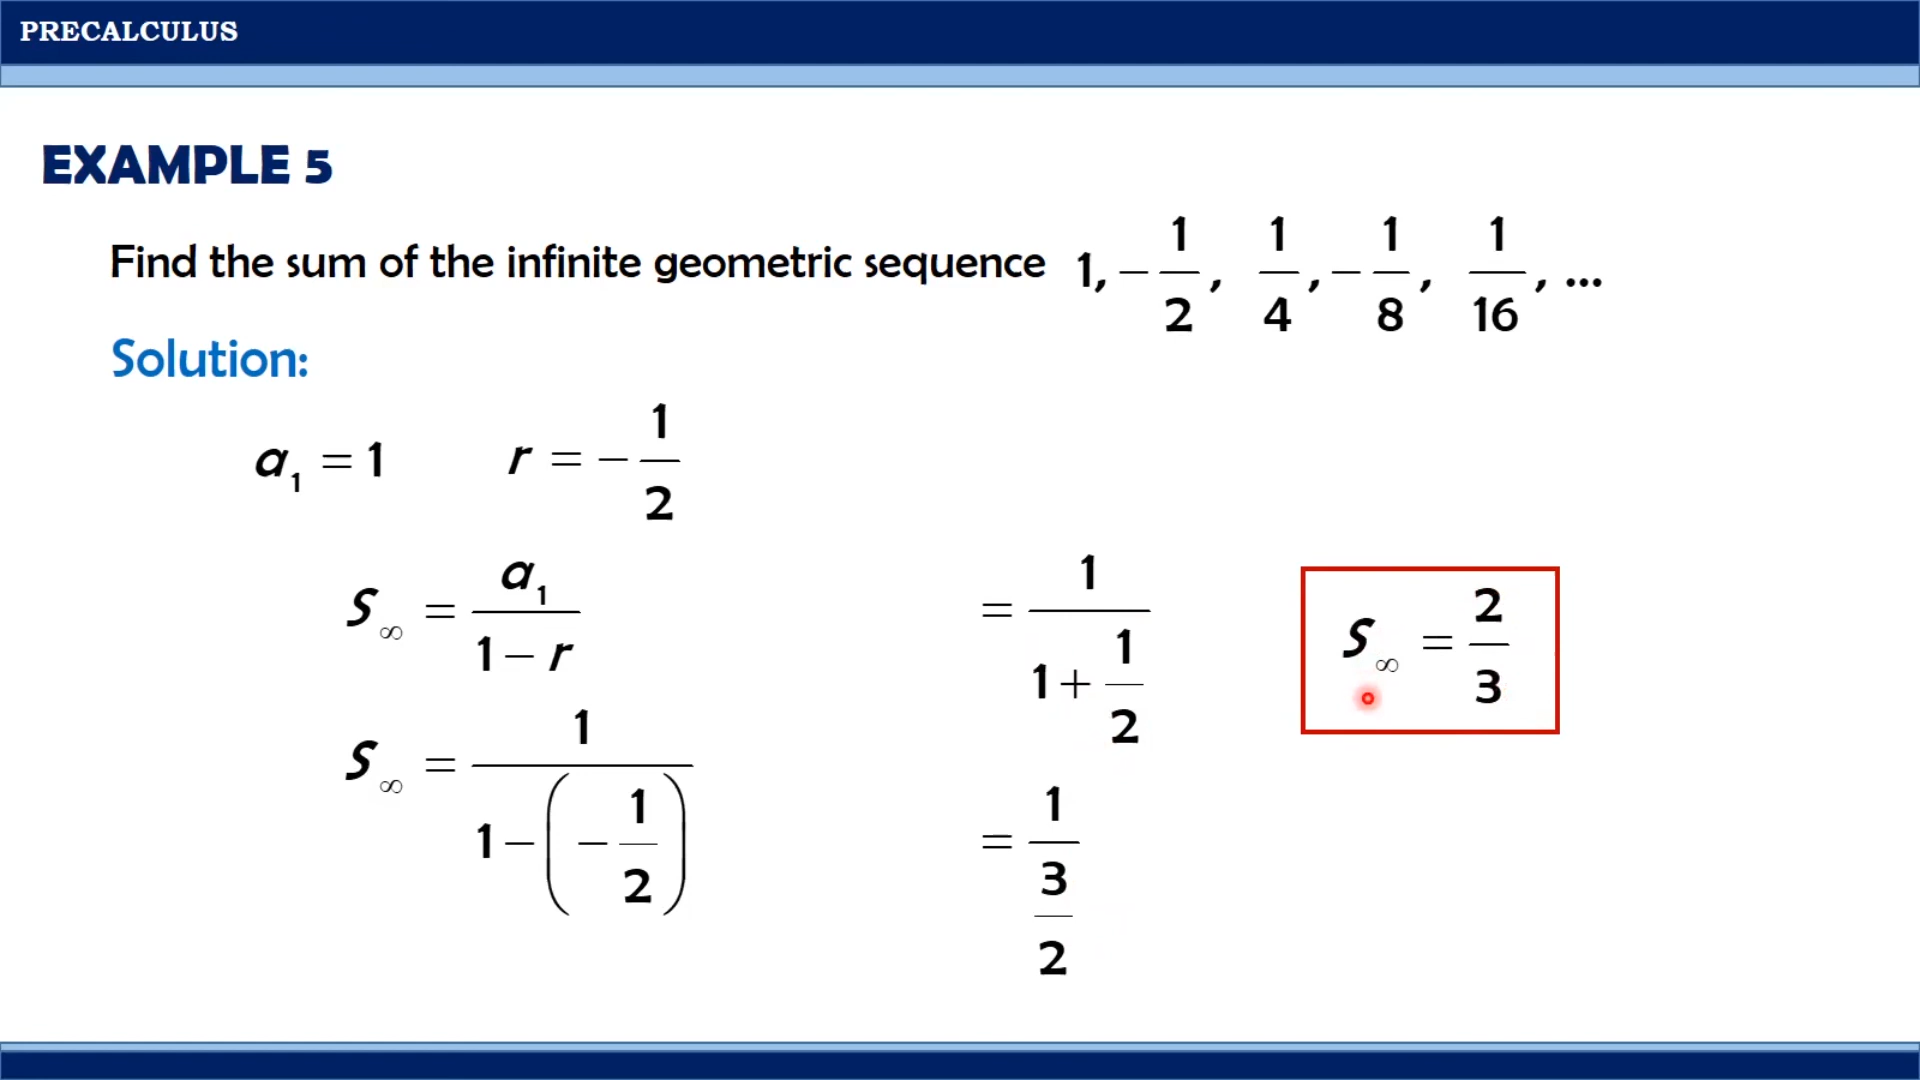 PRECALCULUS
EXAMPLE 5
Find the sum of the infinite geometric sequence 1, −1/2, 1/4, −1/8, 1/16, ...
Solution:
a₁ = 1 r = −1/2
S∞ = a₁/(1 − r)
S∞ = 1/(1 − (−1/2))
= 1/(1 + 1/2)
= 1/(3/2)
S∞ = 2/3